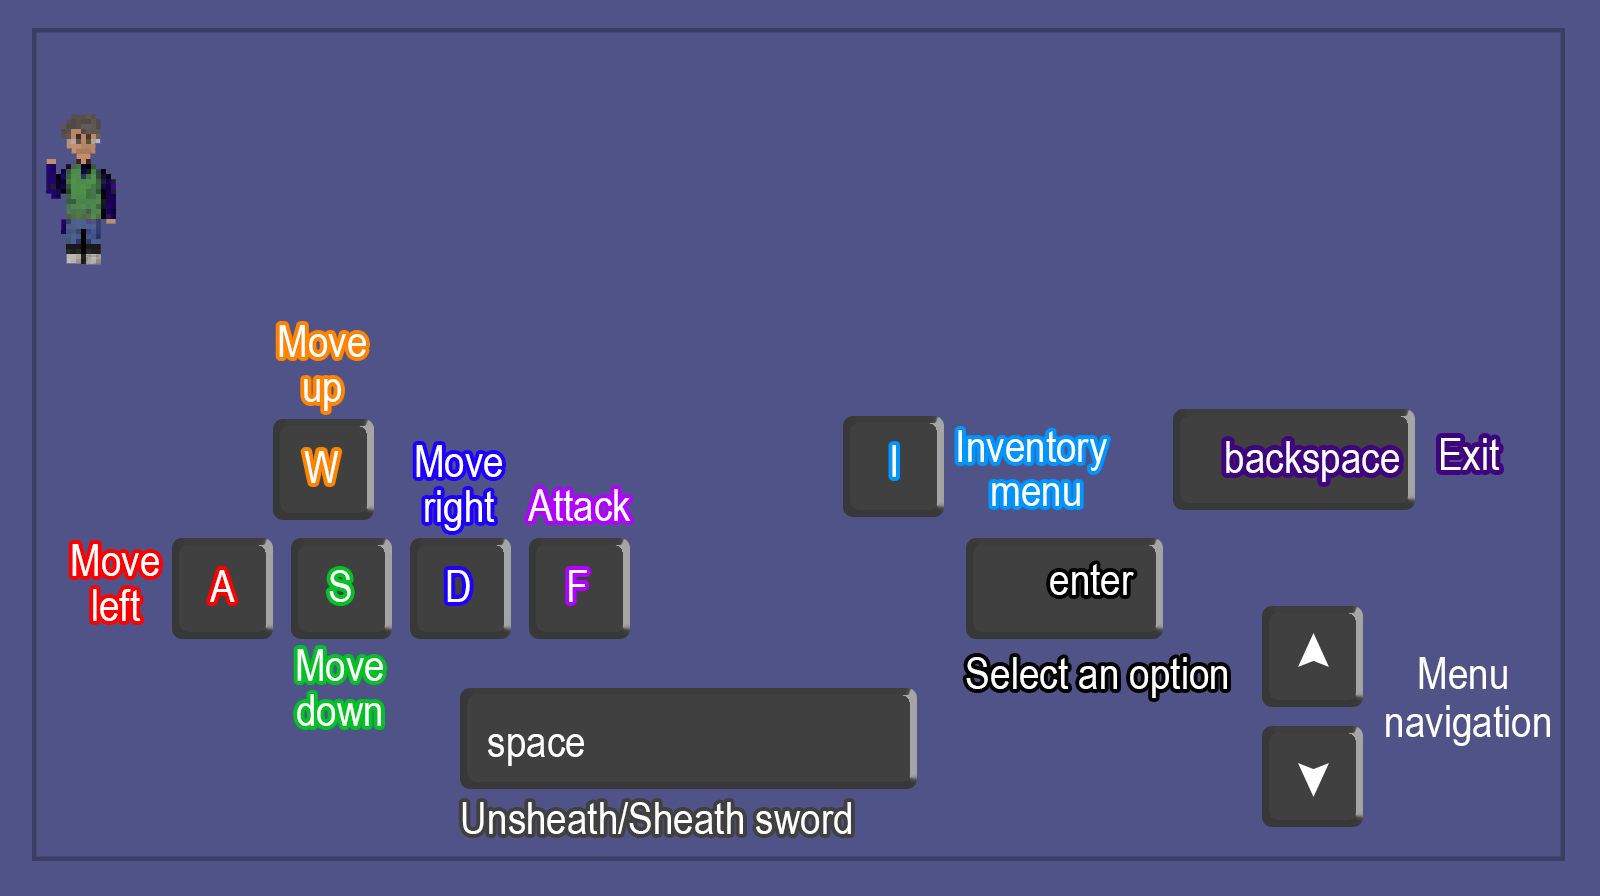 Move
up
W
Move
right
Attack
Move
left
A
S
D
F
Move
down
space
Unsheath/Sheath sword
I
Inventory
menu
backspace
Exit
enter
Select an option
Menu
navigation